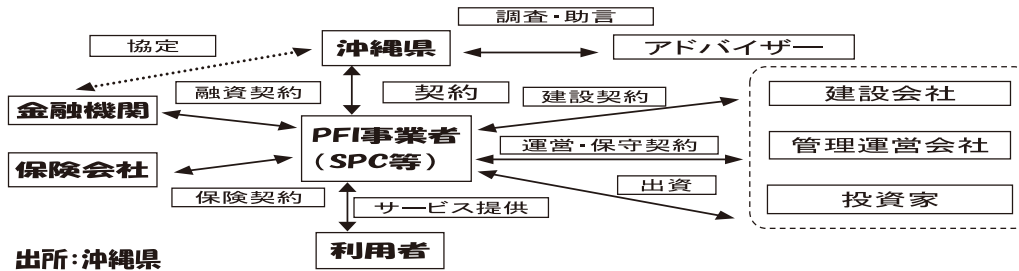 調査・助言
協定
沖縄県
アドバイザー
融資契約
契約
建設契約
建設会社
金融機関
PFI事業者
(SPC等)
運営・保守契約
管理運営会社
保険会社
保険契約
出資
投資家
サービス提供
利用者
出所:沖縄県